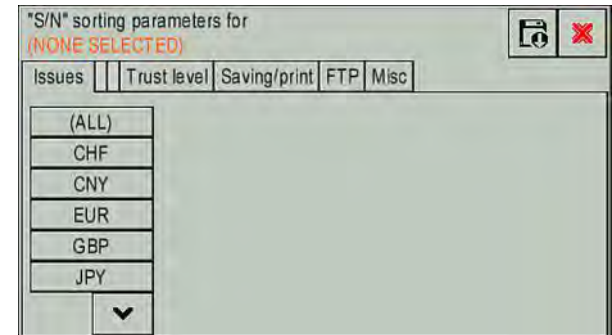 "S/N" sorting parameters for
(NONE SELECTED)
Issues Trust level Saving/print FTP Misc
(ALL)
CHF
CNY
EUR
GBP
JPY